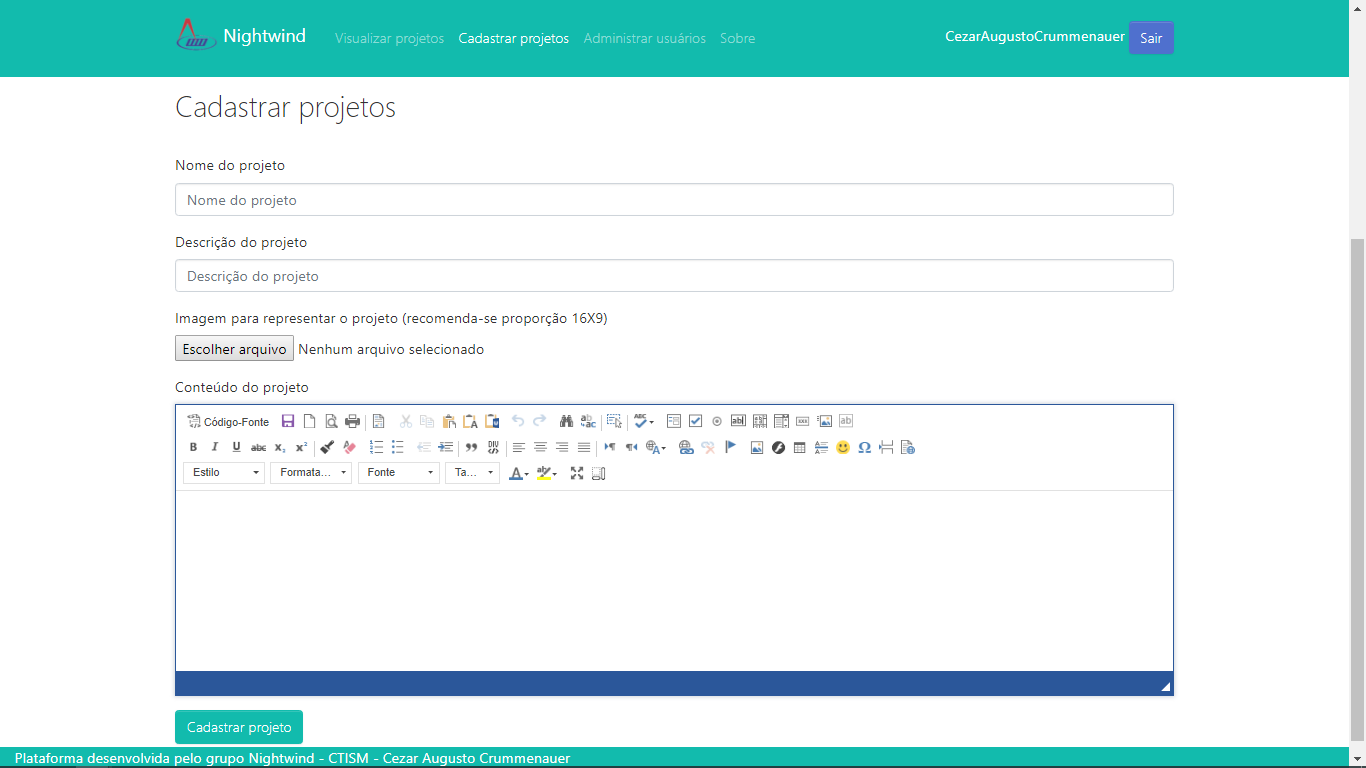 Nightwind Visualizar projetos Cadastrar projetos Administrar usuários Sobre CezarAugustoCrummenauer Sair
Cadastrar projetos
Nome do projeto
Nome do projeto
Descrição do projeto
Descrição do projeto
Imagem para representar o projeto (recomenda-se proporção 16X9)
Escolher arquivo Nenhum arquivo selecionado
Conteúdo do projeto
Código-Fonte
B I U abc x₂ x²
Estilo Formata... Fonte Ta...
Cadastrar projeto
Plataforma desenvolvida pelo grupo Nightwind - CTISM - Cezar Augusto Crummenauer